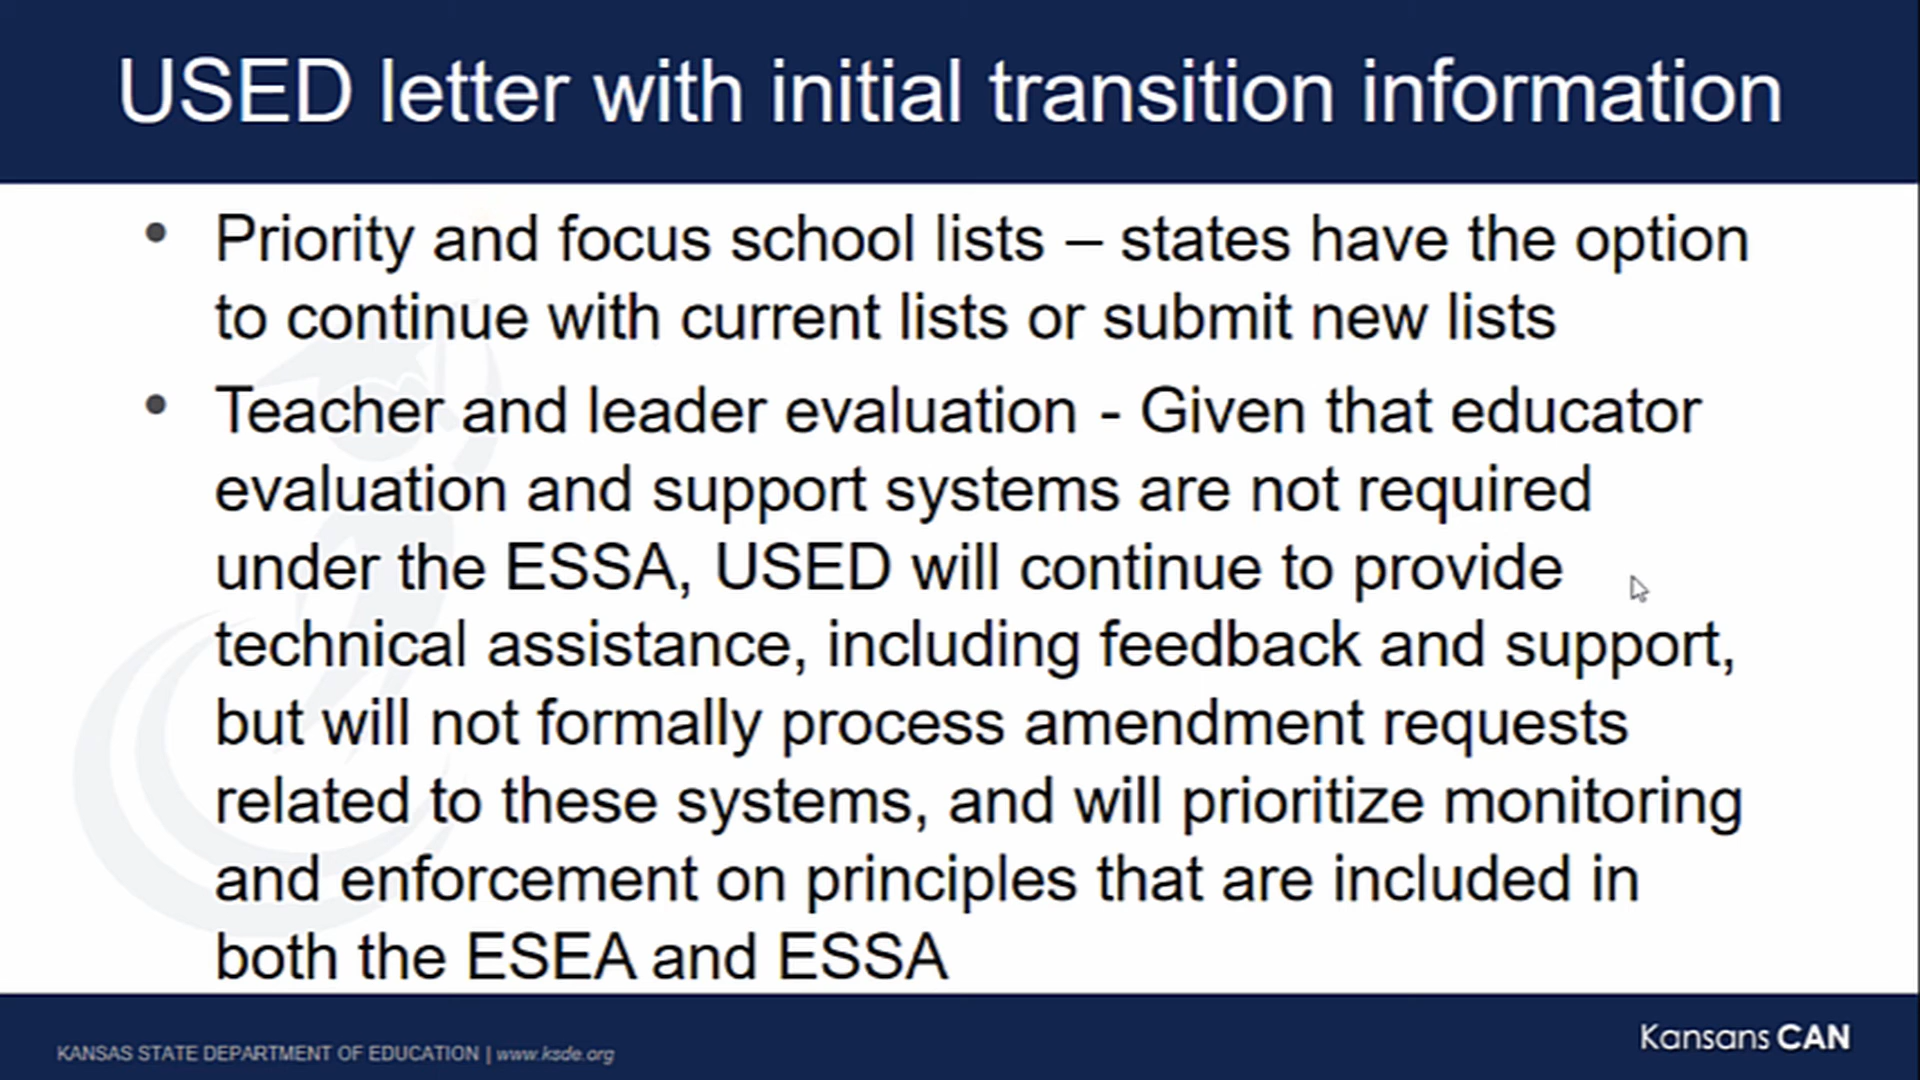 USED letter with initial transition information
• Priority and focus school lists – states have the option
to continue with current lists or submit new lists
• Teacher and leader evaluation - Given that educator
evaluation and support systems are not required
under the ESSA, USED will continue to provide
technical assistance, including feedback and support,
but will not formally process amendment requests
related to these systems, and will prioritize monitoring
and enforcement on principles that are included in
both the ESEA and ESSA
KANSAS STATE DEPARTMENT OF EDUCATION | www.ksde.org
Kansans CAN